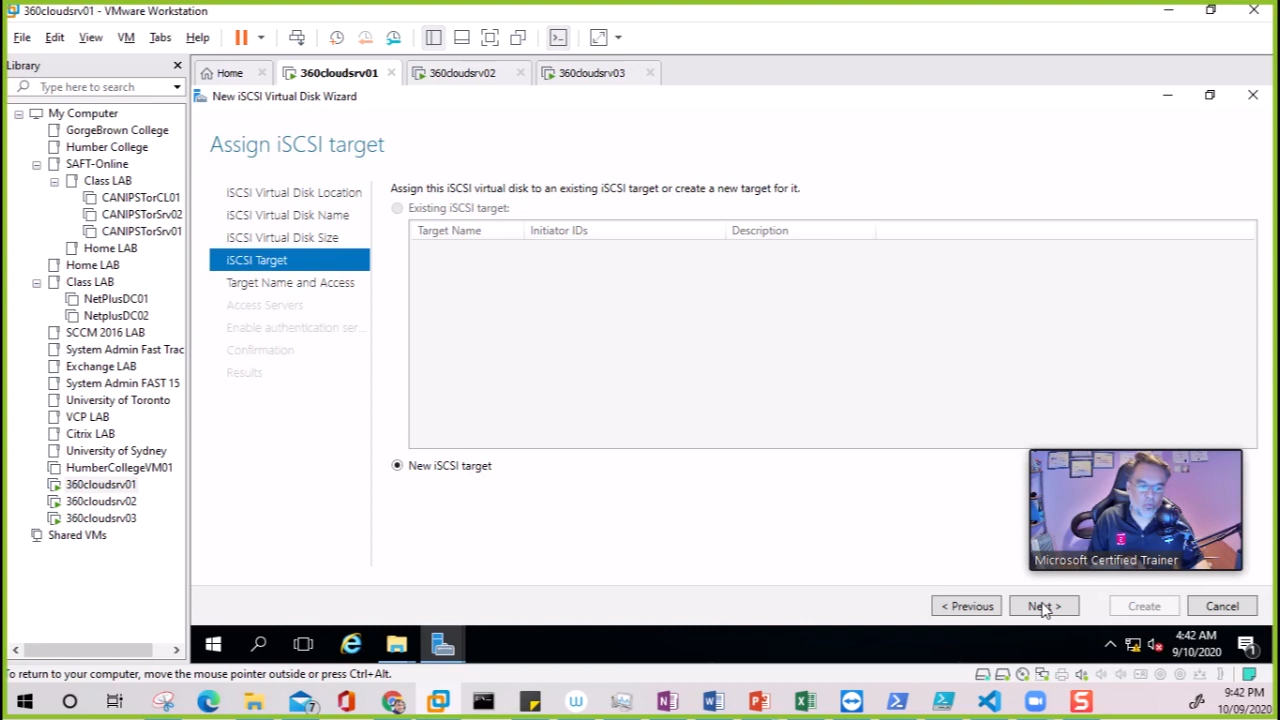 360cloudsrv01 - VMware Workstation
File Edit View VM Tabs Help
Library
Type here to search
Home
360cloudsrv01
360cloudsrv02
360cloudsrv03
My Computer
GorgeBrown College
Humber College
SAFT-Online
Class LAB
CANIPSTorCL01
CANIPSTorSrv02
CANIPSTorSrv01
Home LAB
Home LAB
Class LAB
NetPlusDC01
NetplusDC02
SCCM 2016 LAB
System Admin Fast Trac
Exchange LAB
System Admin FAST 15
University of Toronto
VCP LAB
Citrix LAB
University of Sydney
HumberCollegeVM01
360cloudsrv01
360cloudsrv02
360cloudsrv03
Shared VMs
New iSCSI Virtual Disk Wizard
Assign iSCSI target
iSCSI Virtual Disk Location
iSCSI Virtual Disk Name
iSCSI Virtual Disk Size
iSCSI Target
Target Name and Access
Access Servers
Enable authentication ser...
Confirmation
Results
Assign this iSCSI virtual disk to an existing iSCSI target or create a new target for it.
Existing iSCSI target:
Target Name Initiator IDs Description
New iSCSI target
Microsoft Certified Trainer
< Previous
Next >
Create
Cancel
4:42 AM
9/10/2020
1
To return to your computer, move the mouse pointer outside or press Ctrl+Alt.
9:42 PM
10/09/2020